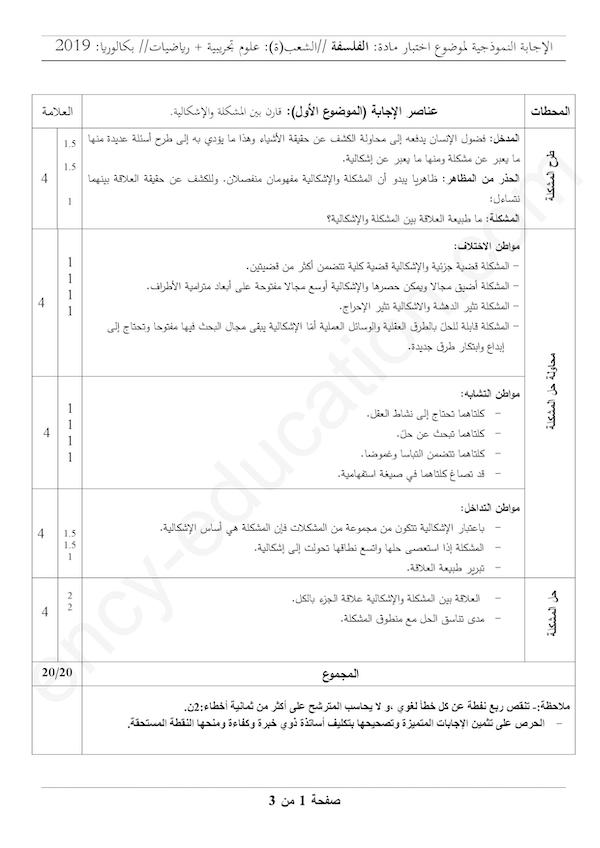 الإجابة النموذجية لموضوع اختبار مادة: الفلسفة //الشعب(ة): علوم تجريبية + رياضيات// بكالوريا: 2019
المحطات
عناصر الإجابة (الموضوع الأول): قارن بين المشكلة والإشكالية.
العلامة
طرح المشكلة
المدخل: فضول الإنسان يدفعه إلى محاولة الكشف عن حقيقة الأشياء وهذا ما يؤدي به إلى طرح أسئلة عديدة منها
ما يعبر عن مشكلة ومنها ما يعبر عن إشكالية.
الحذر من المظاهر: ظاهريا يبدو أن المشكلة والإشكالية مفهومان منفصلان. وللكشف عن حقيقة العلاقة بينهما
نتساءل:
المشكلة: ما طبيعة العلاقة بين المشكلة والإشكالية؟
1.5
1.5
1
4
محاولة حل المشكلة
مواطن الاختلاف:
– المشكلة قضية جزئية والإشكالية قضية كلية تتضمن أكثر من قضيتين.
– المشكلة أضيق مجالا ويمكن حصرها والإشكالية أوسع مجالا مفتوحة على أبعاد مترامية الأطراف.
– المشكلة تثير الدهشة والاشكالية تثير الإحراج.
– المشكلة قابلة للحلّ بالطرق العقلية والوسائل العملية أمّا الإشكالية يبقى مجال البحث فيها مفتوحا وتحتاج إلى
إبداع وابتكار طرق جديدة.
1
1
1
1
4
مواطن التشابه:
– كلتاهما تحتاج إلى نشاط العقل.
– كلتاهما تبحث عن حلّ.
– كلتاهما تتضمن التباسا وغموضا.
– قد تصاغ كلتاهما في صيغة استفهامية.
1
1
1
1
4
مواطن التداخل:
– باعتبار الإشكالية تتكون من مجموعة من المشكلات فإن المشكلة هي أساس الإشكالية.
– المشكلة إذا استعصى حلها واتسع نطاقها تحولت إلى إشكالية.
– تبرير طبيعة العلاقة.
1.5
1.5
1
4
حل المشكلة
– العلاقة بين المشكلة والإشكالية علاقة الجزء بالكل.
– مدى تناسق الحل مع منطوق المشكلة.
2
2
4
المجموع
20/20
ملاحظة:- تنقص ربع نقطة عن كل خطأ لغوي ،و لا يحاسب المترشح على أكثر من ثمانية أخطاء:2ن.
– الحرص على تثمين الإجابات المتميزة وتصحيحها بتكليف أساتذة ذوي خبرة وكفاءة ومنحها النقطة المستحقة.
صفحة 1 من 3
ency-education.com